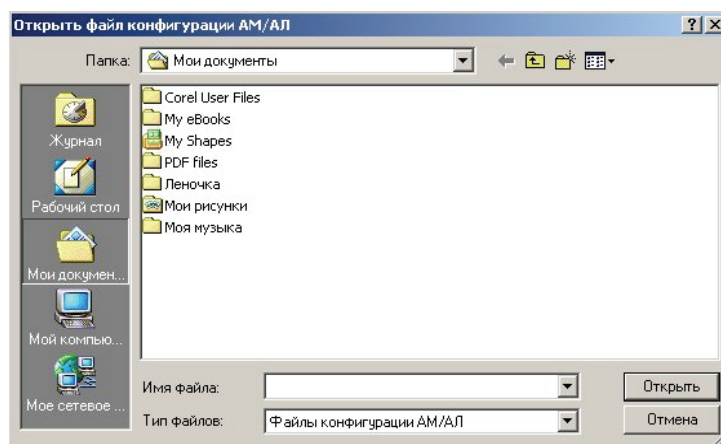 Открыть файл конфигурации АМ/АЛ
Папка: Мои документы
Corel User Files
My eBooks
My Shapes
PDF files
Леночка
Мои рисунки
Моя музыка
Журнал
Рабочий стол
Мои докумен...
Мой компью...
Мое сетевое ...
Имя файла:
Открыть
Тип файлов: Файлы конфигурации АМ/АЛ
Отмена